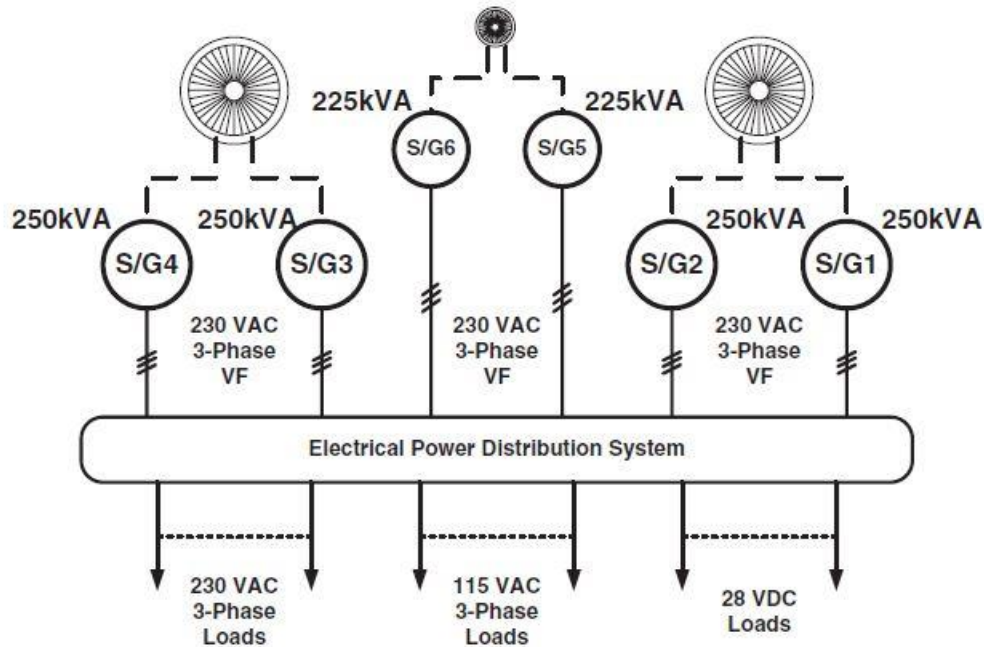 225kVA
225kVA
S/G6
S/G5
250kVA
250kVA
250kVA
250kVA
S/G4
S/G3
S/G2
S/G1
230 VAC
3-Phase
VF
230 VAC
3-Phase
VF
230 VAC
3-Phase
VF
Electrical Power Distribution System
230 VAC
3-Phase
Loads
115 VAC
3-Phase
Loads
28 VDC
Loads